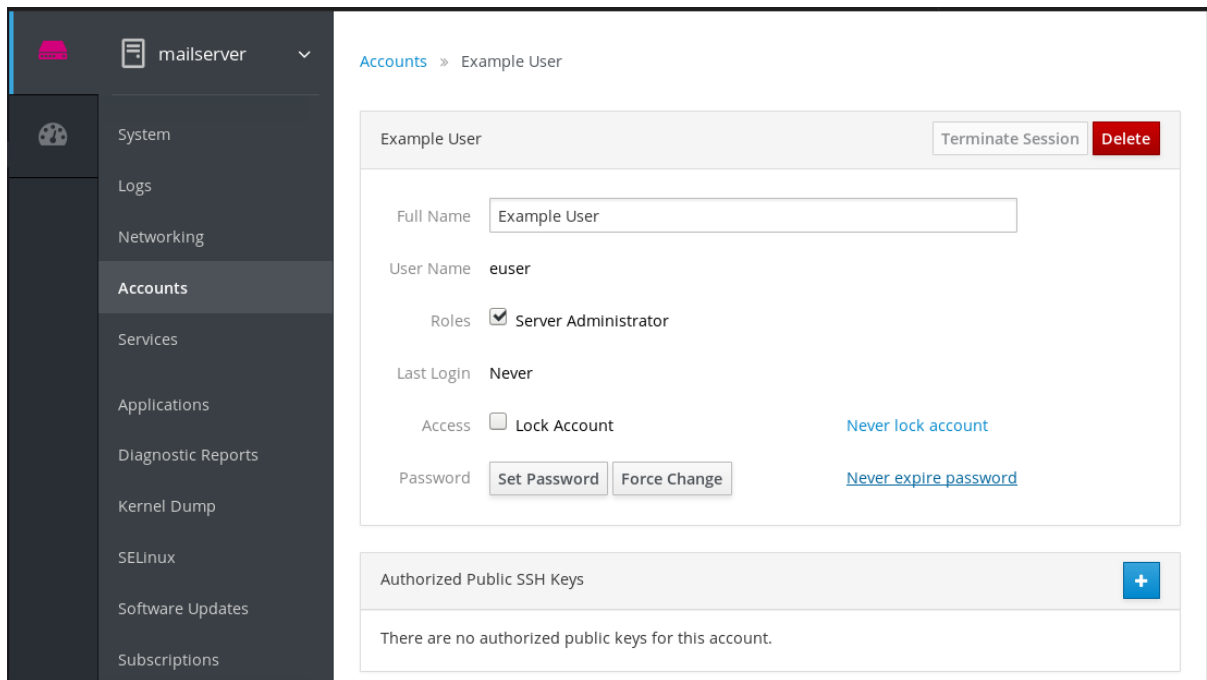 mailserver
System
Logs
Networking
Accounts
Services
Applications
Diagnostic Reports
Kernel Dump
SELinux
Software Updates
Subscriptions
Accounts » Example User
Example User Terminate Session Delete
Full Name Example User
User Name euser
Roles Server Administrator
Last Login Never
Access Lock Account Never lock account
Password Set Password Force Change Never expire password
Authorized Public SSH Keys +
There are no authorized public keys for this account.